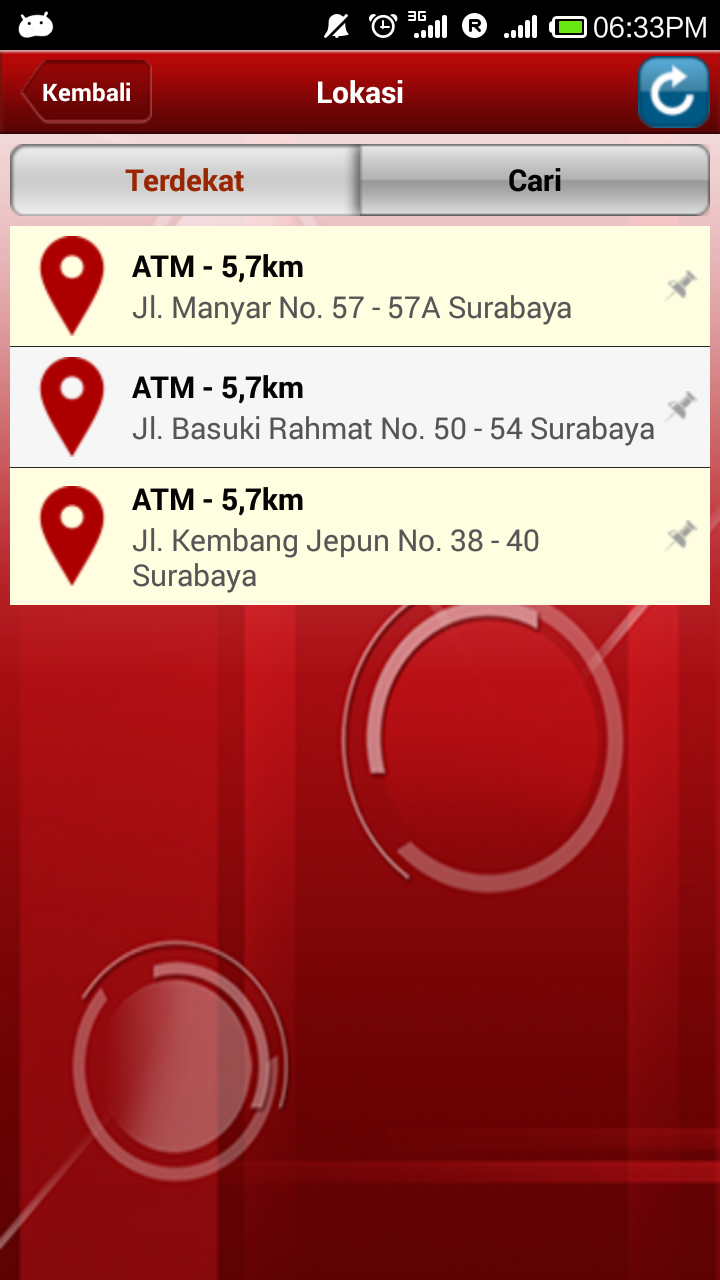 3G R 06:33PM
Kembali Lokasi
Terdekat Cari
ATM - 5,7km
Jl. Manyar No. 57 - 57A Surabaya
ATM - 5,7km
Jl. Basuki Rahmat No. 50 - 54 Surabaya
ATM - 5,7km
Jl. Kembang Jepun No. 38 - 40
Surabaya